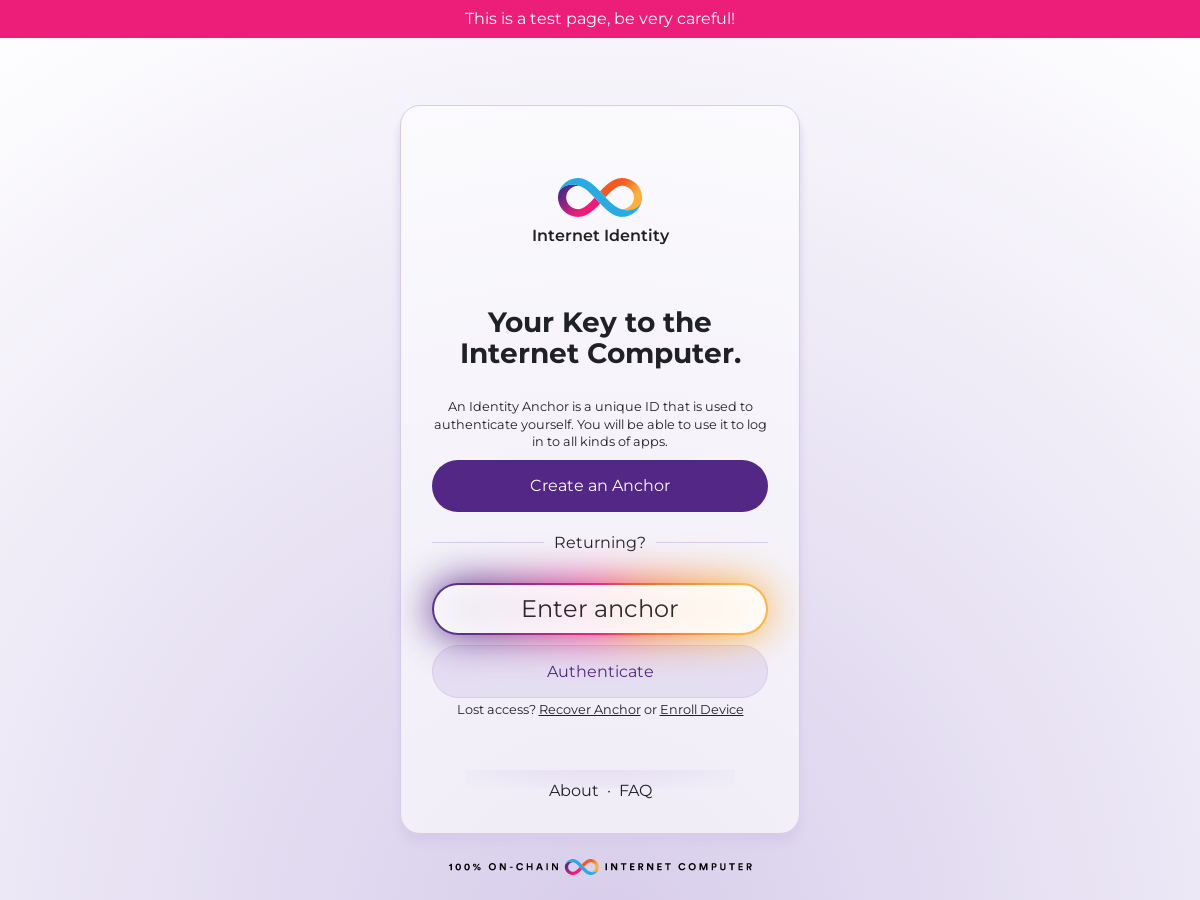 This is a test page, be very careful!
Internet Identity
Your Key to the
Internet Computer.
An Identity Anchor is a unique ID that is used to
authenticate yourself. You will be able to use it to log
in to all kinds of apps.
Create an Anchor
Returning?
Enter anchor
Authenticate
Lost access? Recover Anchor or Enroll Device
About · FAQ
100% ON-CHAIN INTERNET COMPUTER